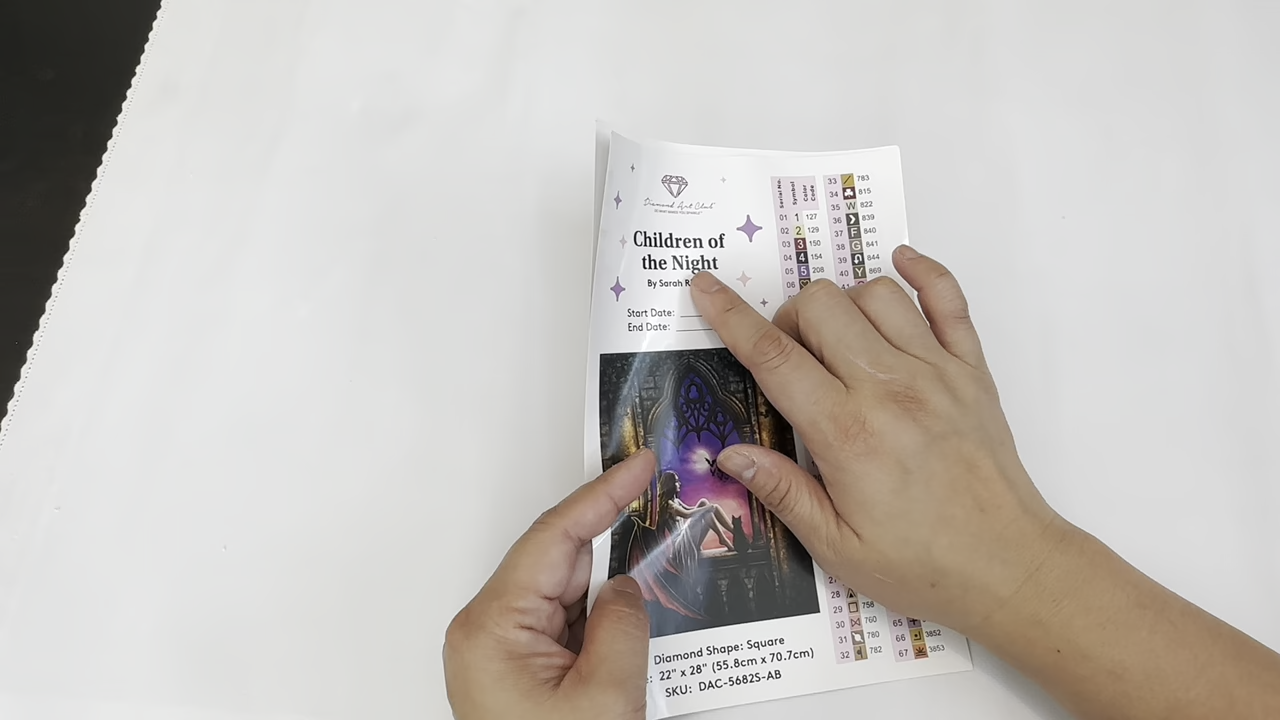 Diamond Art Club
Children of
the Night
By Sarah
Start Date:
End Date:
Diamond Shape: Square
22" x 28" (55.8cm x 70.7cm)
SKU: DAC-5682S-AB
Serial No. Symbol Color Code
01 1 127
02 2 129
03 3 150
04 4 154
05 5 208
06
27
28
29 758
30 760
31 780
32 782
33 783
34 815
35 W 822
36 839
37 F 840
38 G 841
39 844
40 Y 869
41
65
66 3852
67 3853